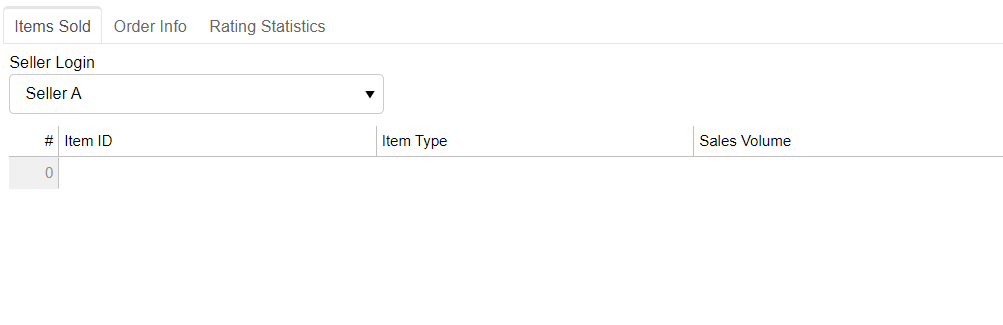 Items Sold Order Info Rating Statistics
Seller Login
Seller A
# Item ID Item Type Sales Volume
0